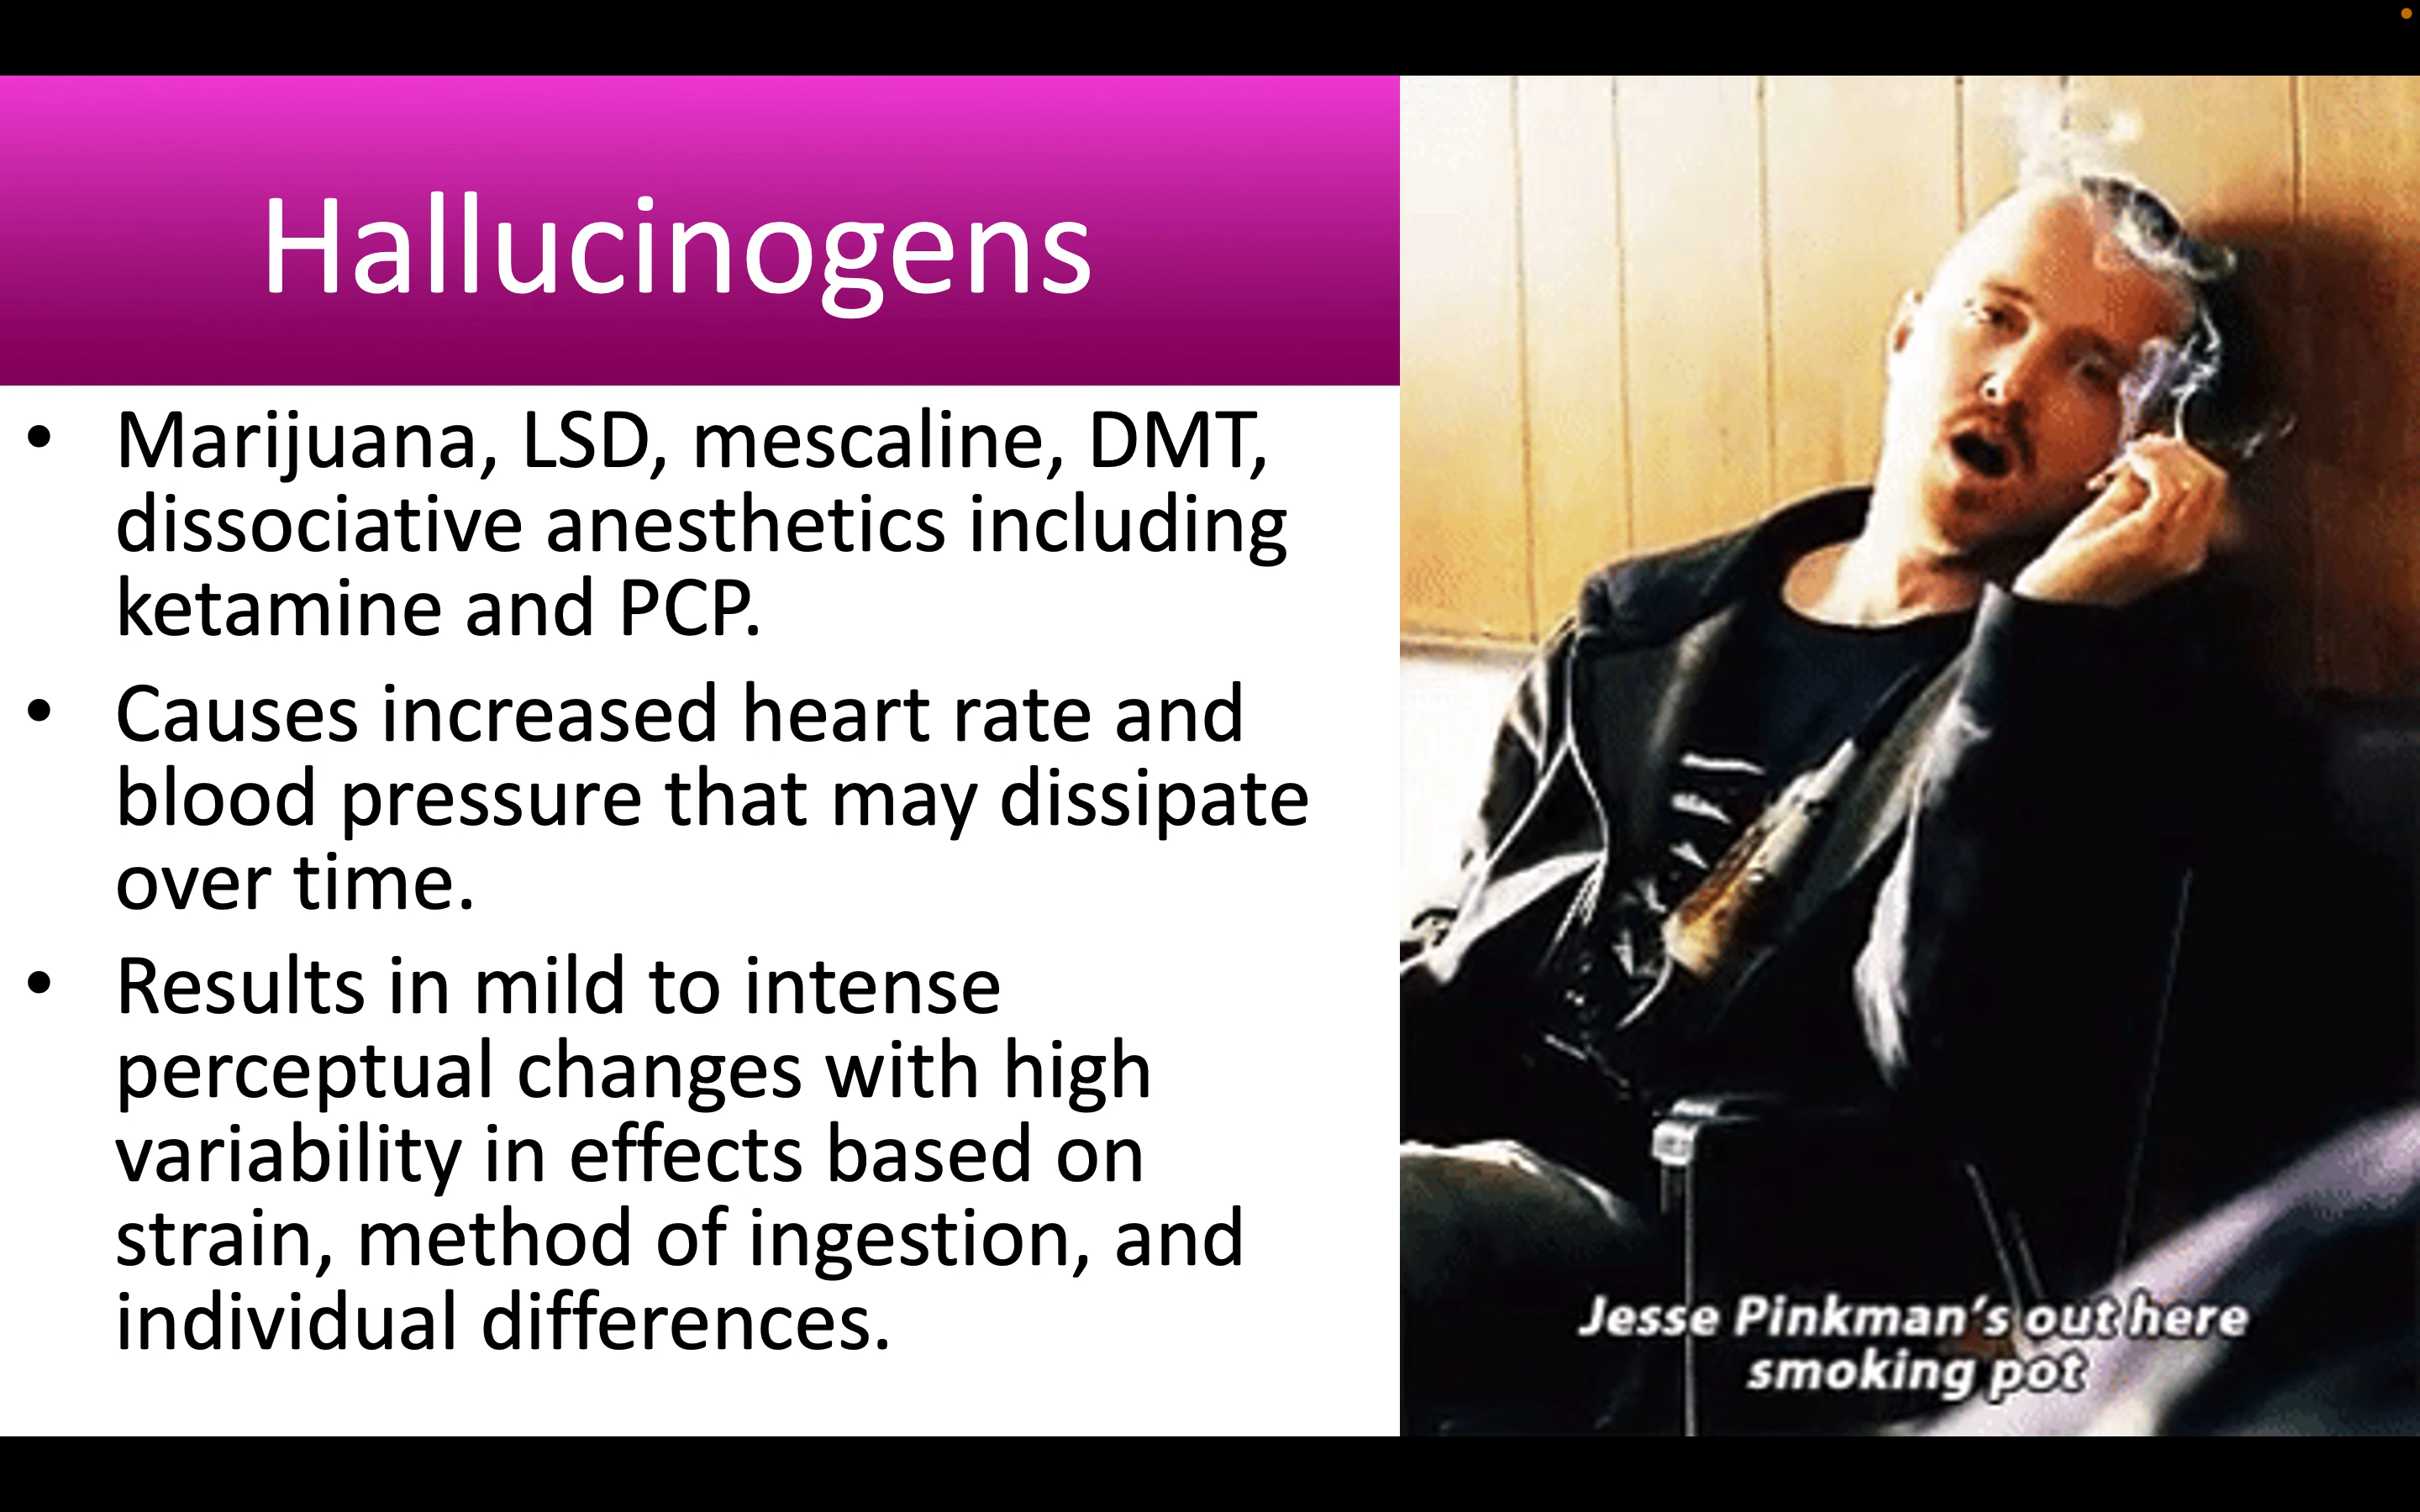 Hallucinogens
• Marijuana, LSD, mescaline, DMT,
dissociative anesthetics including
ketamine and PCP.
• Causes increased heart rate and
blood pressure that may dissipate
over time.
• Results in mild to intense
perceptual changes with high
variability in effects based on
strain, method of ingestion, and
individual differences.
Jesse Pinkman's out here
smoking pot